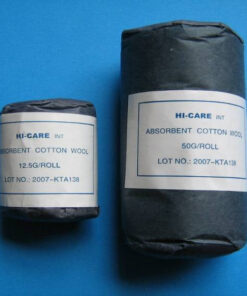 HI-CARE INT
ABSORBENT COTTON WOOL
12.5G/ROLL
LOT NO.: 2007-KTA138
HI-CARE INT
ABSORBENT COTTON WOOL
50G/ROLL
LOT NO.: 2007-KTA138